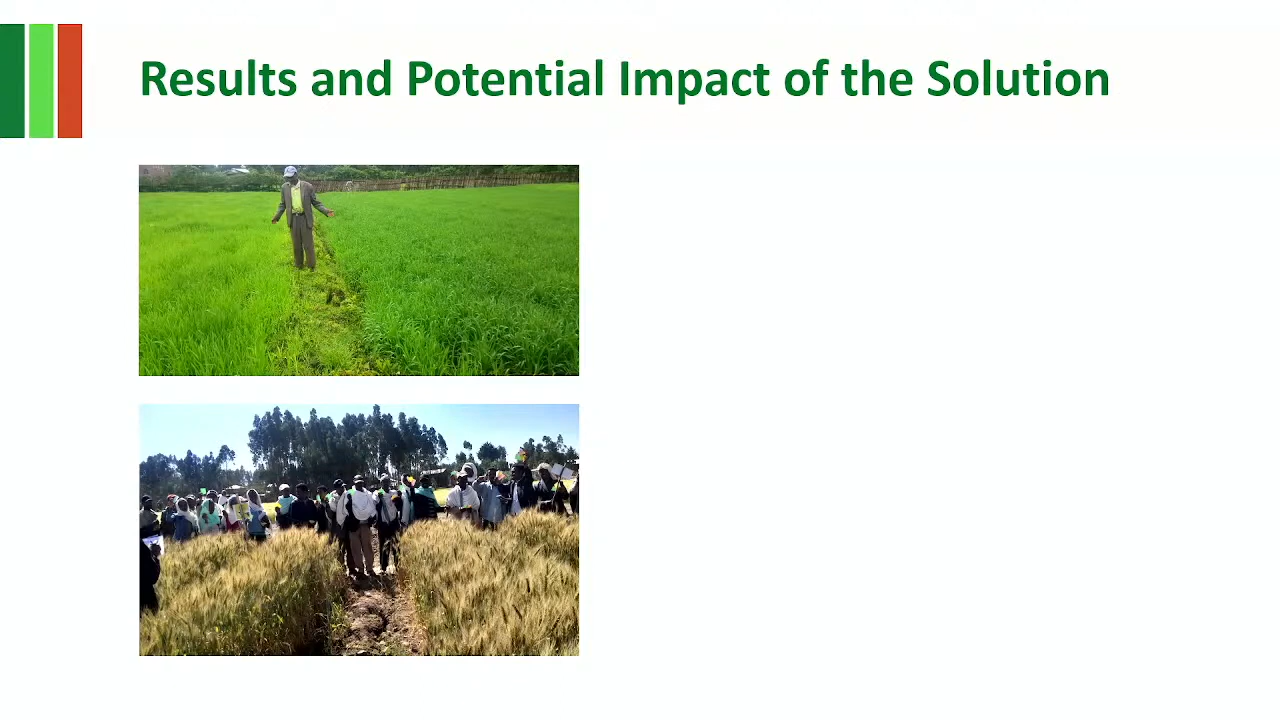 Results and Potential Impact of the Solution